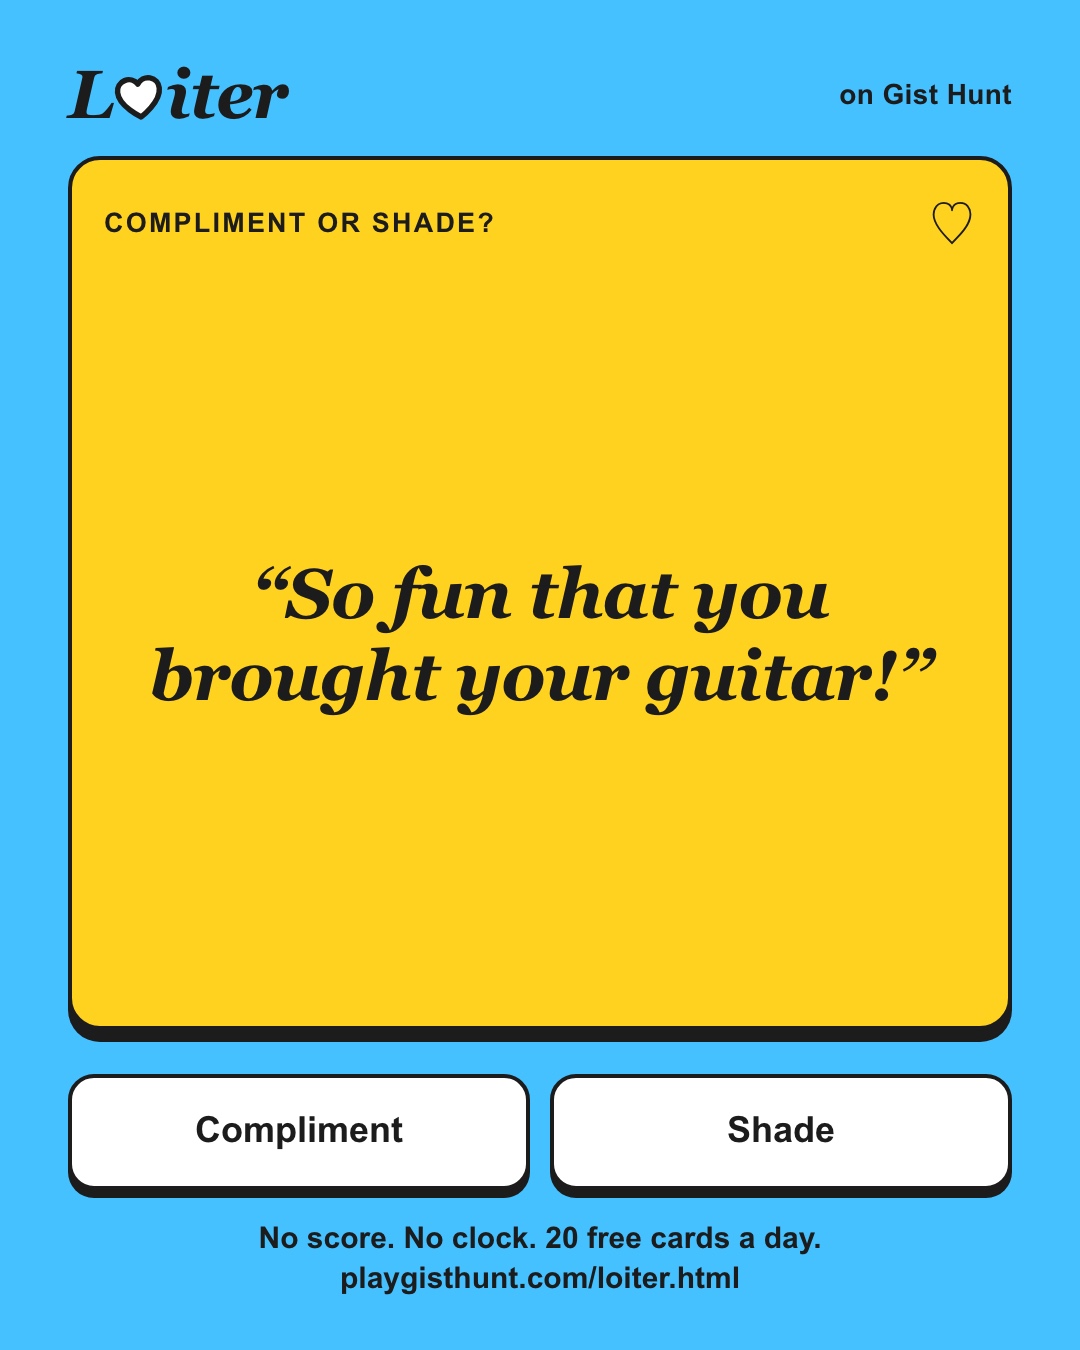 Loiter
on Gist Hunt
COMPLIMENT OR SHADE?
“So fun that you
brought your guitar!”
Compliment
Shade
No score. No clock. 20 free cards a day.
playgisthunt.com/loiter.html